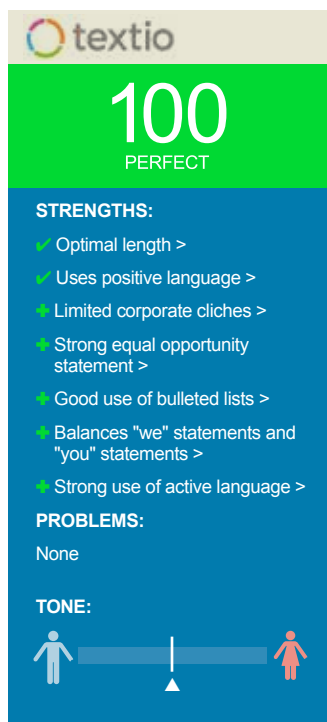 textio
100
PERFECT
STRENGTHS:
✔ Optimal length >
✔ Uses positive language >
✚ Limited corporate cliches >
✚ Strong equal opportunity
statement >
✚ Good use of bulleted lists >
✚ Balances "we" statements and
"you" statements >
✚ Strong use of active language >
PROBLEMS:
None
TONE: